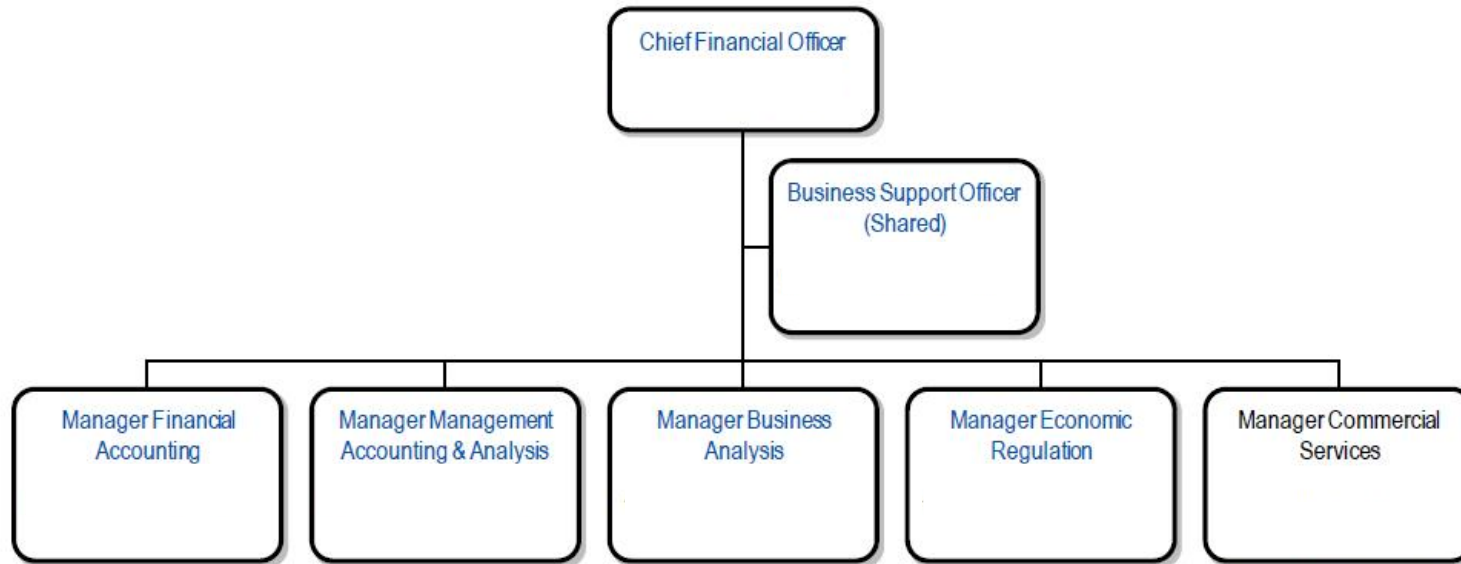 Chief Financial Officer
Business Support Officer
(Shared)
Manager Financial
Accounting
Manager Management
Accounting & Analysis
Manager Business
Analysis
Manager Economic
Regulation
Manager Commercial
Services